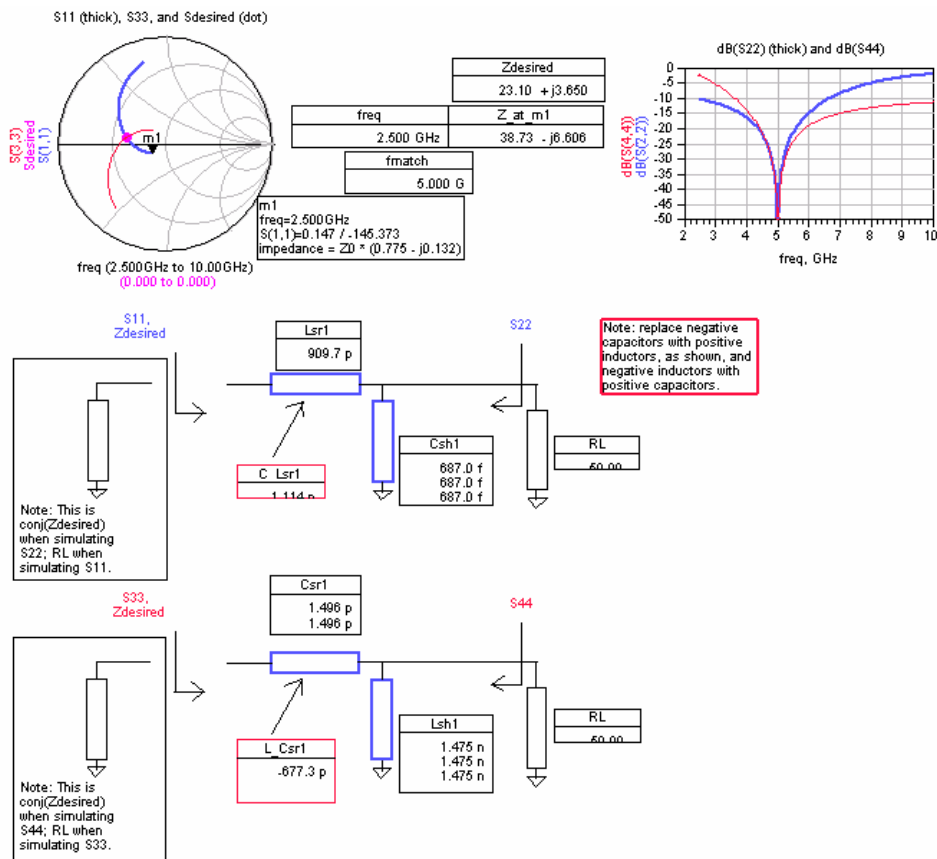 S11 (thick), S33, and Sdesired (dot)
m1
S(3,3)
Sdesired
S(1,1)
freq (2.500GHz to 10.00GHz)
(0.000 to 0.000)
Zdesired
23.10 +j3.650
freq
Z_at_m1
2.500 GHz
38.73 - j6.606
fmatch
5.000 G
m1
freq=2.500GHz
S(1,1)=0.147 / -145.373
impedance = Z0 * (0.775 - j0.132)
dB(S22) (thick) and dB(S44)
dB(S(4,4))
dB(S(2,2))
0
-5
-10
-15
-20
-25
-30
-35
-40
-45
-50
2 3 4 5 6 7 8 9 10
freq, GHz
S11,
Zdesired
Lsr1
909.7 p
S22
Note: replace negative
capacitors with positive
inductors, as shown, and
negative inductors with
positive capacitors.
C_Lsr1
1.114 p
Csh1
687.0 f
687.0 f
687.0 f
RL
50.00
Note: This is
conj(Zdesired)
when simulating
S22; RL when
simulating S11.
S33,
Zdesired
Csr1
1.496 p
1.496 p
S44
L_Csr1
-677.3 p
Lsh1
1.475 n
1.475 n
1.475 n
RL
50.00
Note: This is
conj(Zdesired)
when simulating
S44; RL when
simulating S33.